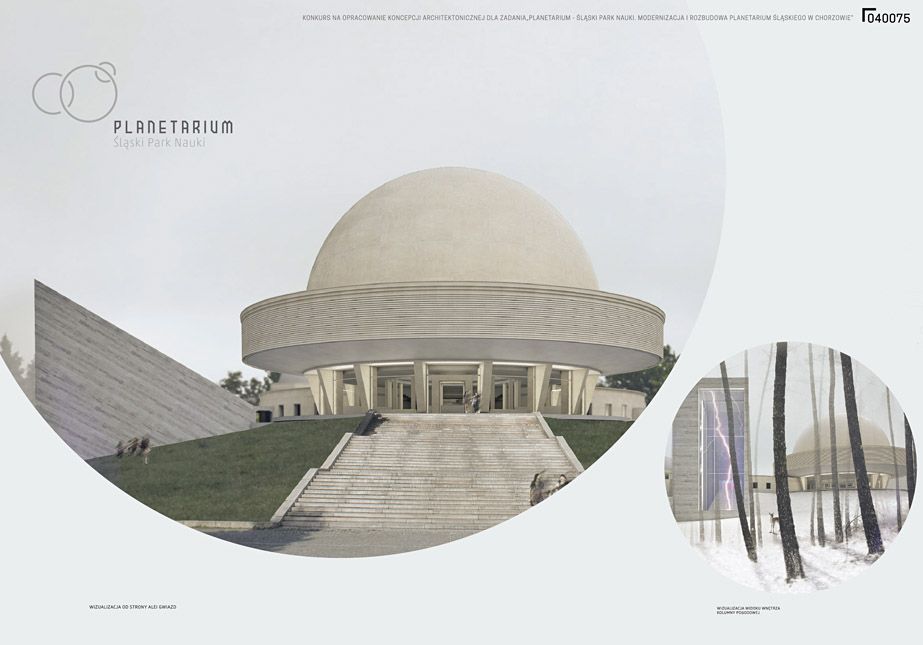 KONKURS NA OPRACOWANIE KONCEPCJI ARCHITEKTONICZNEJ DLA ZADANIA „PLANETARIUM - ŚLĄSKI PARK NAUKI. MODERNIZACJA I ROZBUDOWA PLANETARIUM ŚLĄSKIEGO W CHORZOWIE" 040075
PLANETARIUM
Śląski Park Nauki
WIZUALIZACJA OD STRONY ALEI GWIAZD
WIZUALIZACJA WIDOKU WNĘTRZA
KOLUMNY POGODOWEJ